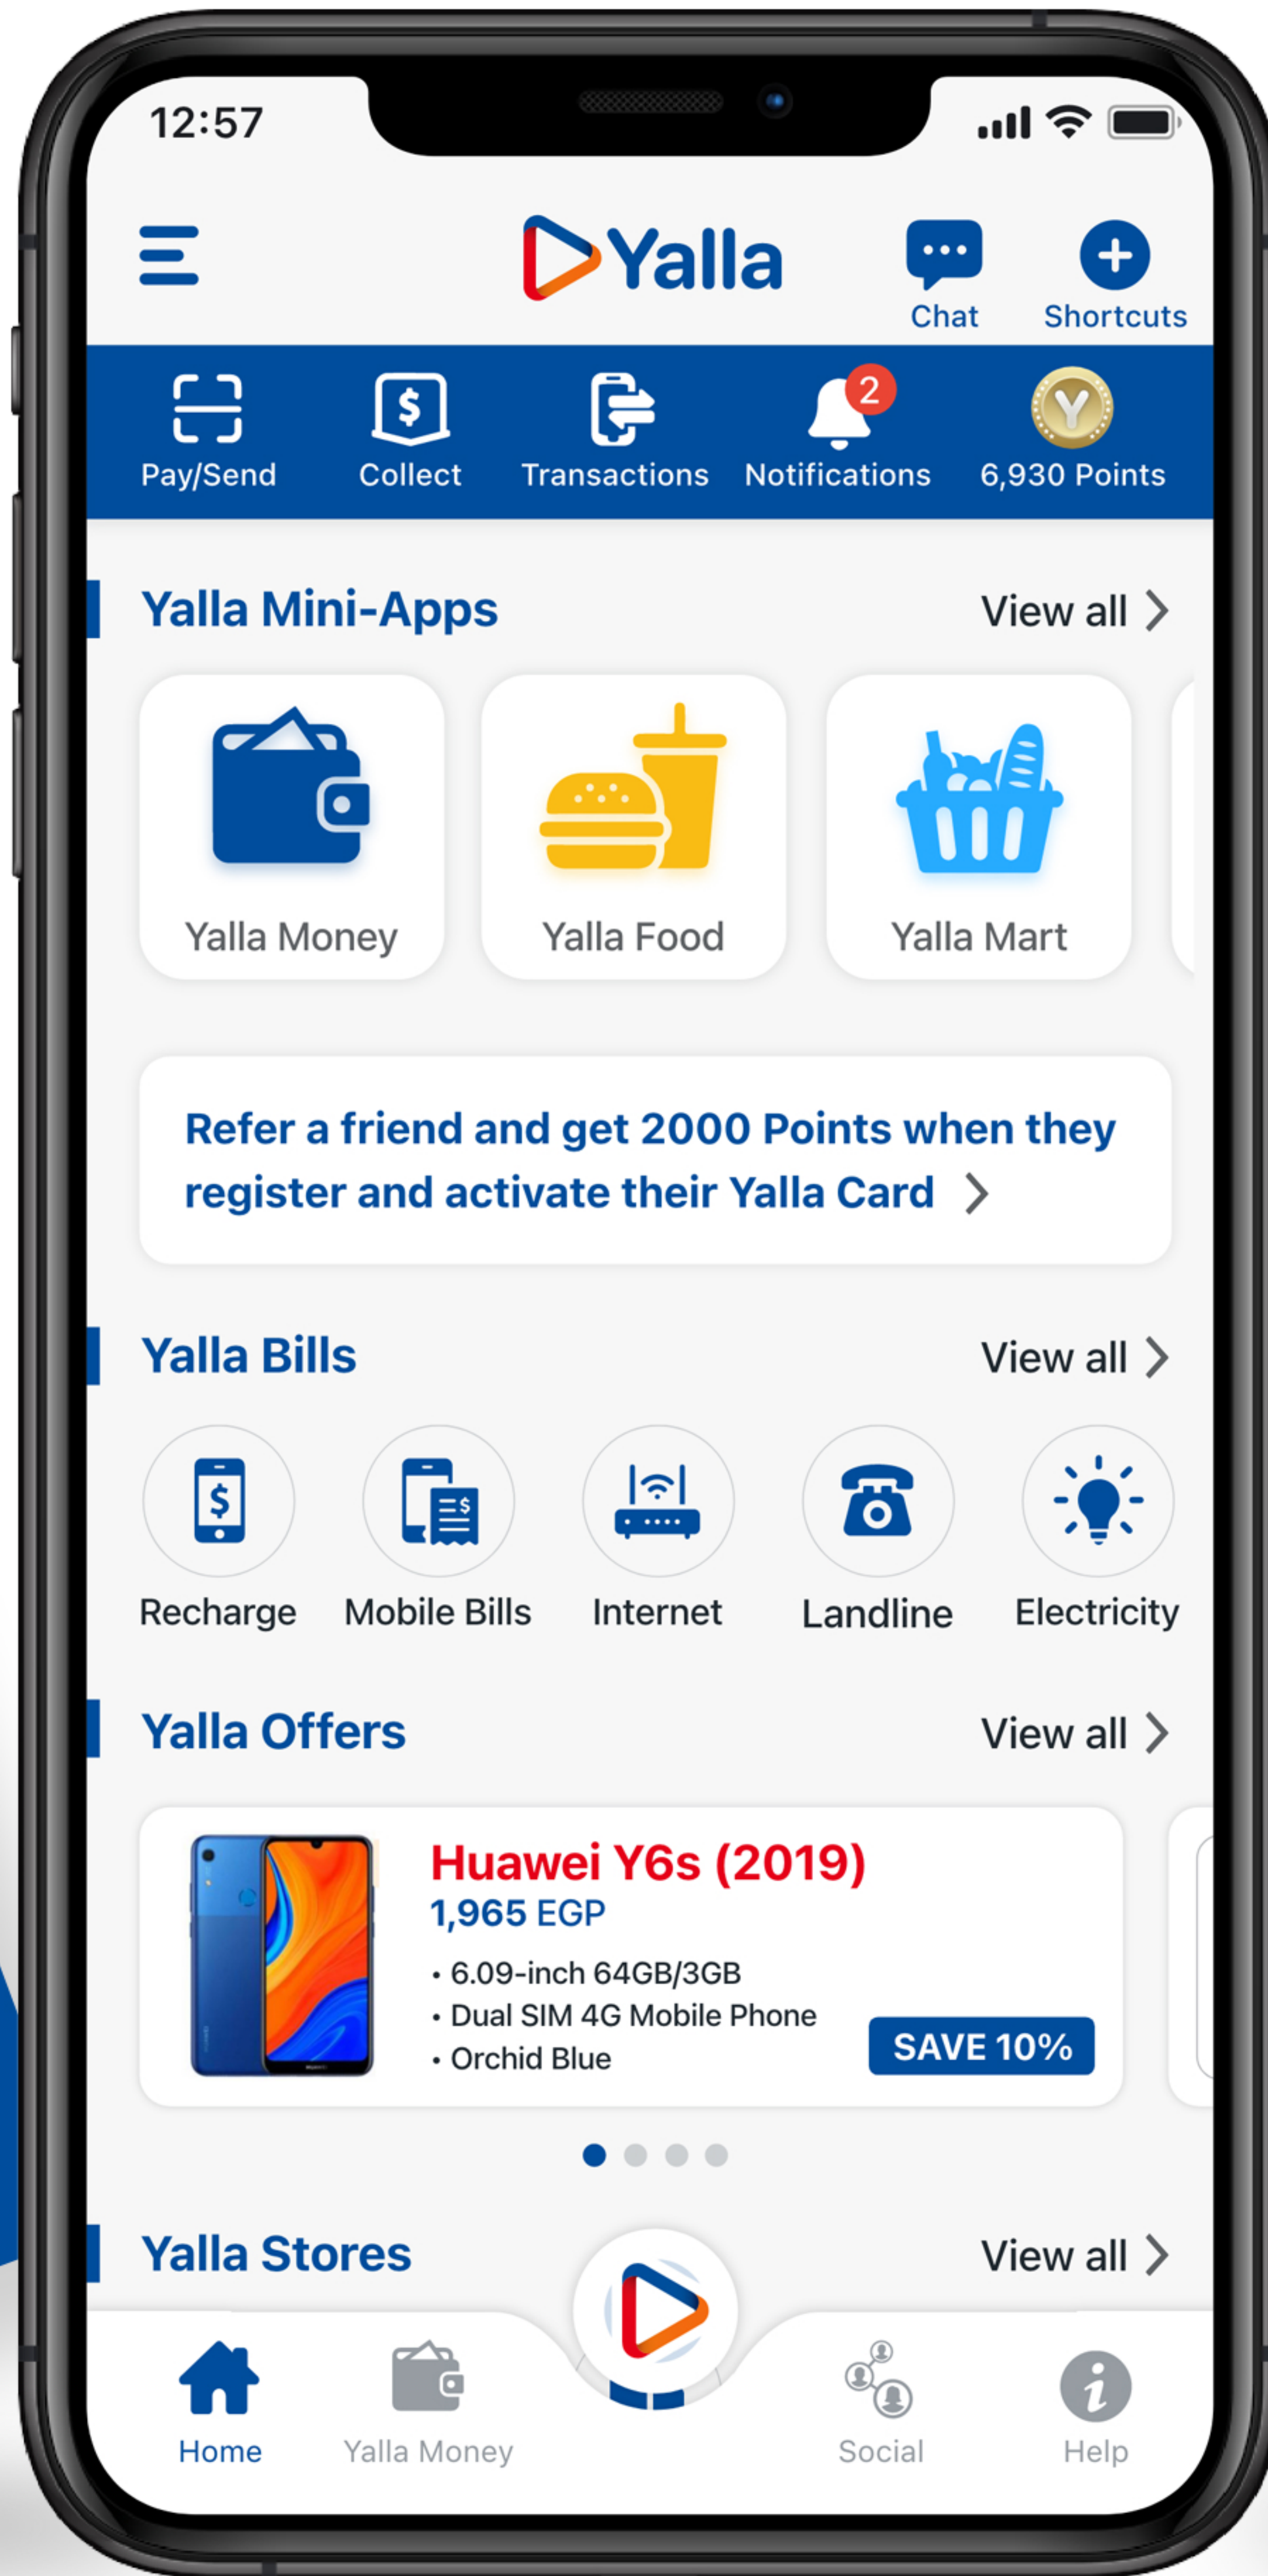 12:57
Yalla
Chat
Shortcuts
Pay/Send
Collect
Transactions
2
Notifications
Y
6,930 Points
Yalla Mini-Apps
View all
Yalla Money
Yalla Food
Yalla Mart
Refer a friend and get 2000 Points when they
register and activate their Yalla Card
Yalla Bills
View all
Recharge
Mobile Bills
Internet
Landline
Electricity
Yalla Offers
View all
Huawei Y6s (2019)
1,965 EGP
• 6.09-inch 64GB/3GB
• Dual SIM 4G Mobile Phone
• Orchid Blue
SAVE 10%
Yalla Stores
View all
Home
Yalla Money
Social
Help